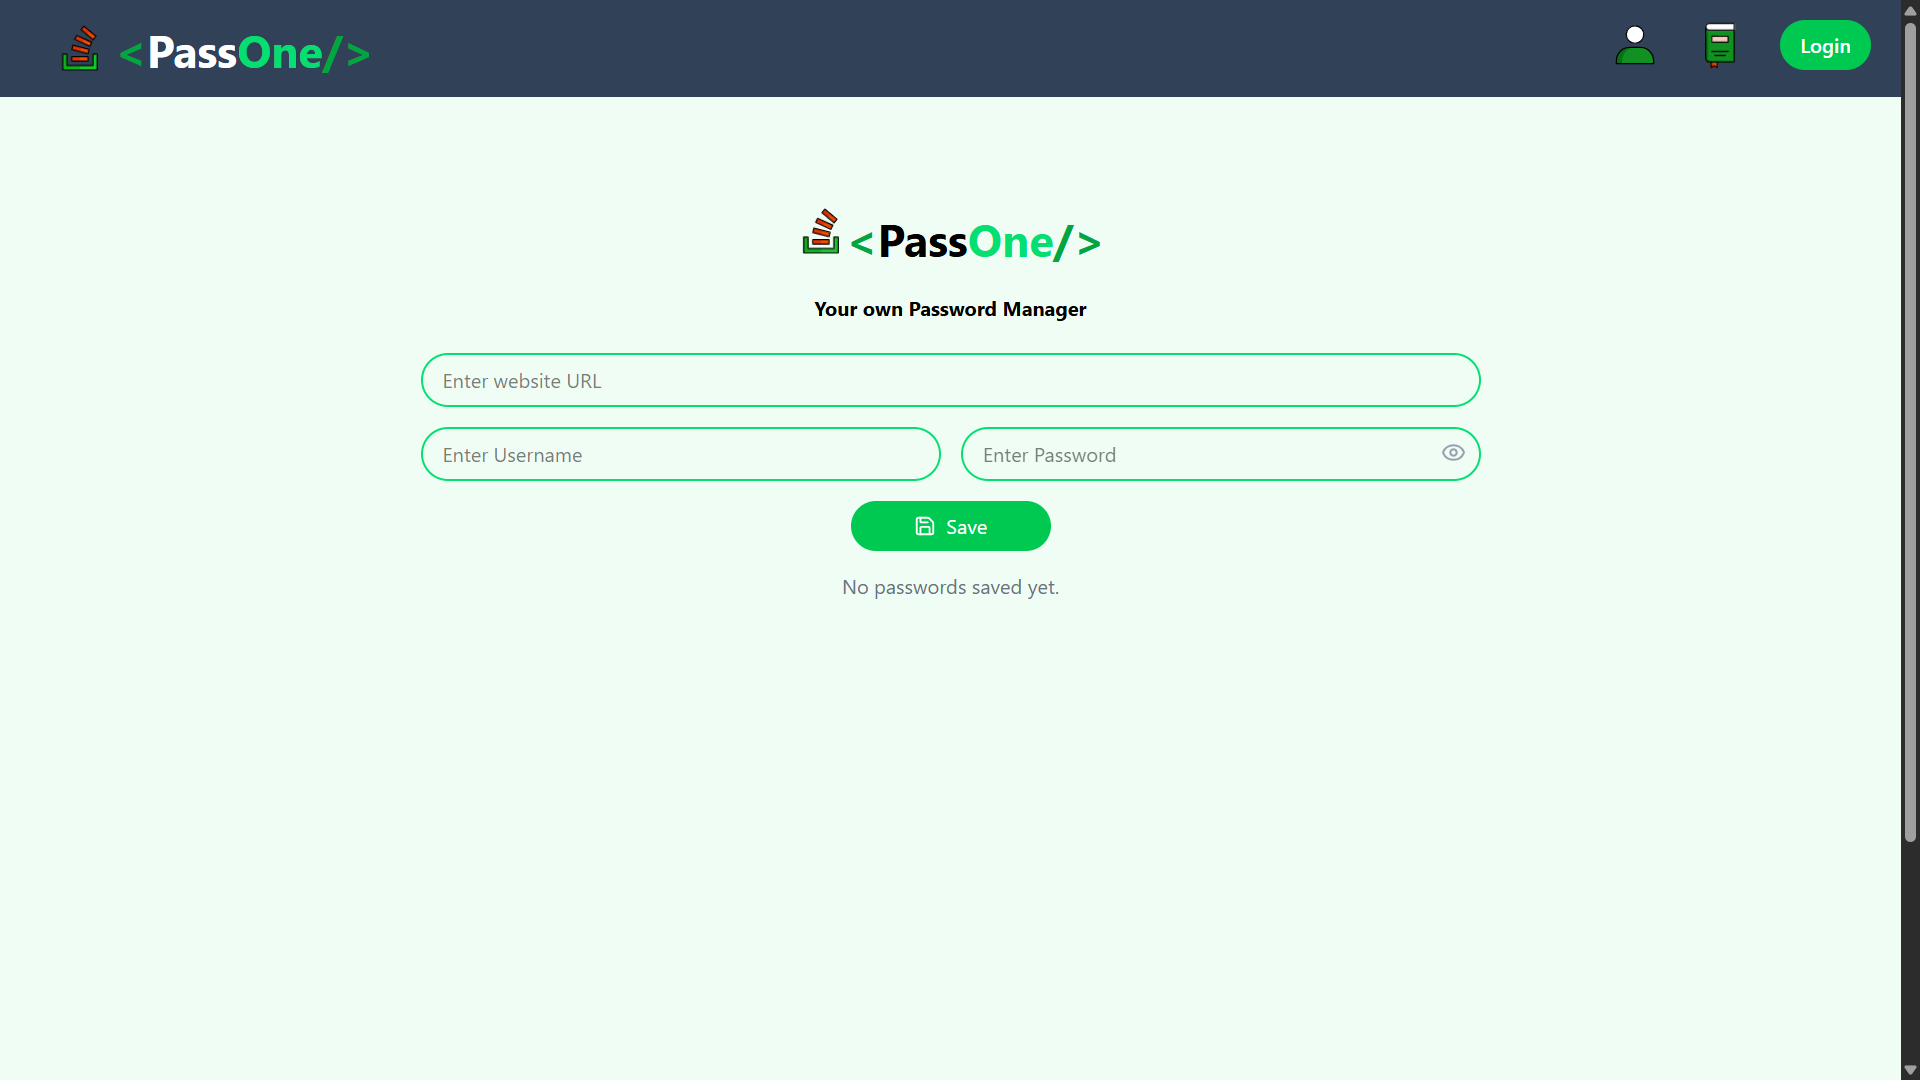 <PassOne/>
Login
<PassOne/>
Your own Password Manager
Enter website URL
Enter Username
Enter Password
Save
No passwords saved yet.